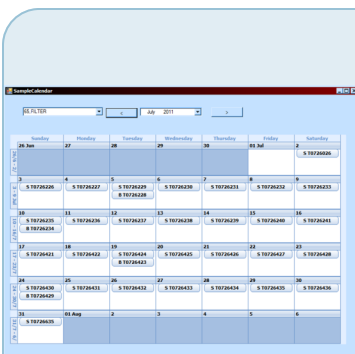 SampleCalendar
65 FILTER < July 2011 >
Sunday Monday Tuesday Wednesday Thursday Friday Saturday
26 Jun 27 28 29 30 01 Jul 2
S T0726026
3 4 5 6 7 8 9
S T0726226 S T0726227 S T0726229 S T0726230 S T0726231 S T0726232 S T0726233
B T0726228
10 11 12 13 14 15 16
S T0726235 S T0726236 S T0726237 S T0726238 S T0726239 S T0726240 S T0726241
B T0726234
17 18 19 20 21 22 23
S T0726421 S T0726422 S T0726424 S T0726425 S T0726426 S T0726427 S T0726428
B T0726423
24 25 26 27 28 29 30
S T0726430 S T0726431 S T0726432 S T0726433 S T0726434 S T0726435 S T0726436
B T0726429
31 01 Aug 2 3 4 5 6
S T0726635